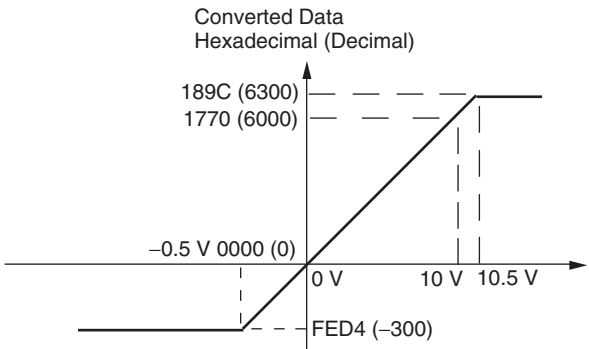 Converted Data
Hexadecimal (Decimal)
189C (6300)
1770 (6000)
−0.5 V 0000 (0)
0 V
10 V
10.5 V
FED4 (−300)